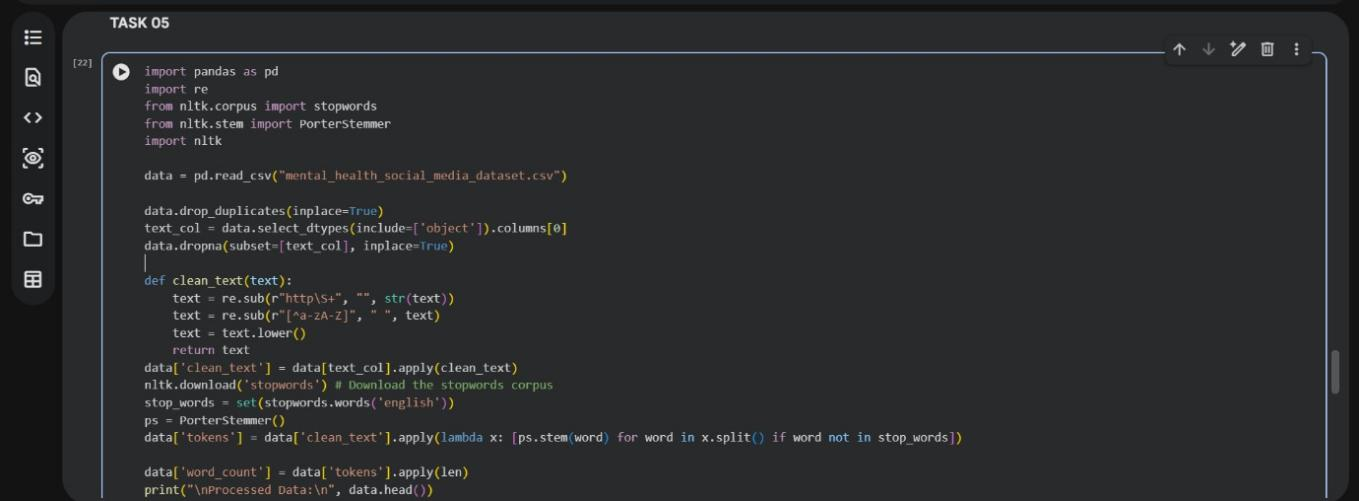 TASK 05
[22]
import pandas as pd
import re
from nltk.corpus import stopwords
from nltk.stem import PorterStemmer
import nltk
data = pd.read_csv("mental_health_social_media_dataset.csv")
data.drop_duplicates(inplace=True)
text_col = data.select_dtypes(include=['object']).columns[0]
data.dropna(subset=[text_col], inplace=True)
def clean_text(text):
    text = re.sub(r"http\S+", "", str(text))
    text = re.sub(r"[^a-zA-Z]", " ", text)
    text = text.lower()
    return text
data['clean_text'] = data[text_col].apply(clean_text)
nltk.download('stopwords') # Download the stopwords corpus
stop_words = set(stopwords.words('english'))
ps = PorterStemmer()
data['tokens'] = data['clean_text'].apply(lambda x: [ps.stem(word) for word in x.split() if word not in stop_words])
data['word_count'] = data['tokens'].apply(len)
print("\nProcessed Data:\n", data.head())